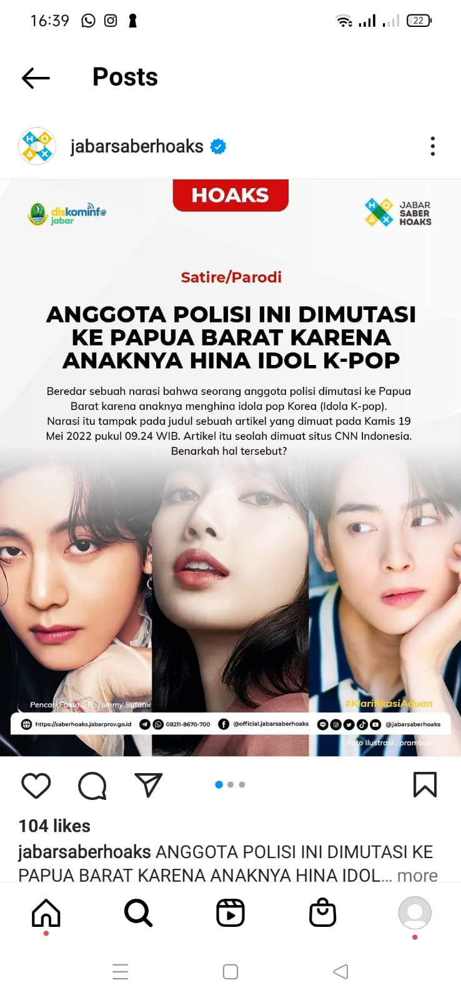 16:39
22
Posts
jabarsaberhoaks
HOAKS
diskominfo
jabar
H O A X
JABAR
SABER
HOAKS
Satire/Parodi
ANGGOTA POLISI INI DIMUTASI
KE PAPUA BARAT KARENA
ANAKNYA HINA IDOL K-POP
Beredar sebuah narasi bahwa seorang anggota polisi dimutasi ke Papua
Barat karena anaknya menghina idola pop Korea (Idola K-pop).
Narasi itu tampak pada judul sebuah artikel yang dimuat pada Kamis 19
Mei 2022 pukul 09.24 WIB. Artikel itu seolah dimuat situs CNN Indonesia.
Benarkah hal tersebut?
Pencari Fakta : R. Tommy Sutami
#KlarifikasiAduan
https://saberhoaks.jabarprov.go.id 08211-8670-700 @official.jabarsaberhoaks @jabarsaberhoaks
Foto Ilustrasi : prambos
104 likes
jabarsaberhoaks ANGGOTA POLISI INI DIMUTASI KE
PAPUA BARAT KARENA ANAKNYA HINA IDOL... more